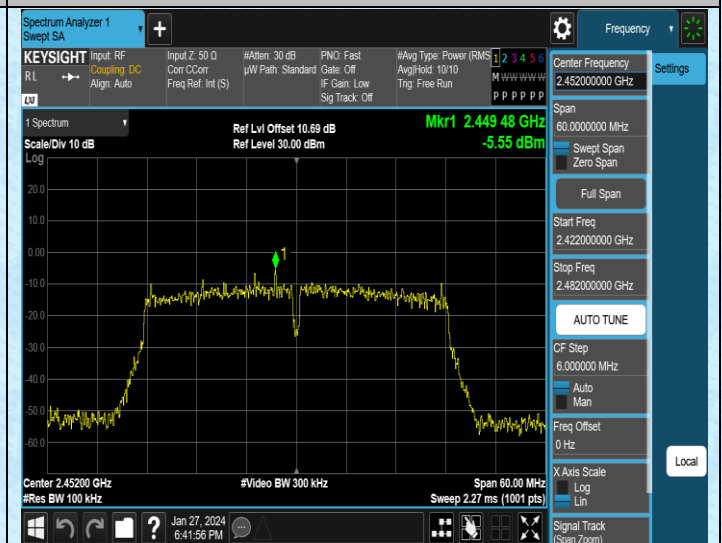 Spectrum Analyzer 1
Swept SA
Frequency
KEYSIGHT
RL
LXI
Input: RF
Coupling: DC
Align: Auto
Input Z: 50 Ω
Corr CCorr
Freq Ref: Int (S)
#Atten: 30 dB
µW Path: Standard
PNO: Fast
Gate: Off
IF Gain: Low
Sig Track: Off
#Avg Type: Power (RMS
Avg|Hold: 10/10
Trig: Free Run
1 2 3 4 5 6
M W W W W W
P P P P P P
1 Spectrum
Scale/Div 10 dB
Log
Ref Lvl Offset 10.69 dB
Ref Level 30.00 dBm
Mkr1 2.449 48 GHz
-5.55 dBm
20.0
10.0
0.00
-10.0
-20.0
-30.0
-40.0
-50.0
-60.0
1
Center 2.45200 GHz
#Res BW 100 kHz
#Video BW 300 kHz
Span 60.00 MHz
Sweep 2.27 ms (1001 pts)
Center Frequency
2.452000000 GHz
Settings
Span
60.0000000 MHz
Swept Span
Zero Span
Full Span
Start Freq
2.422000000 GHz
Stop Freq
2.482000000 GHz
AUTO TUNE
CF Step
6.000000 MHz
Auto
Man
Freq Offset
0 Hz
X Axis Scale
Log
Lin
Local
Signal Track
(Span Zoom)
?
Jan 27, 2024
6:41:56 PM